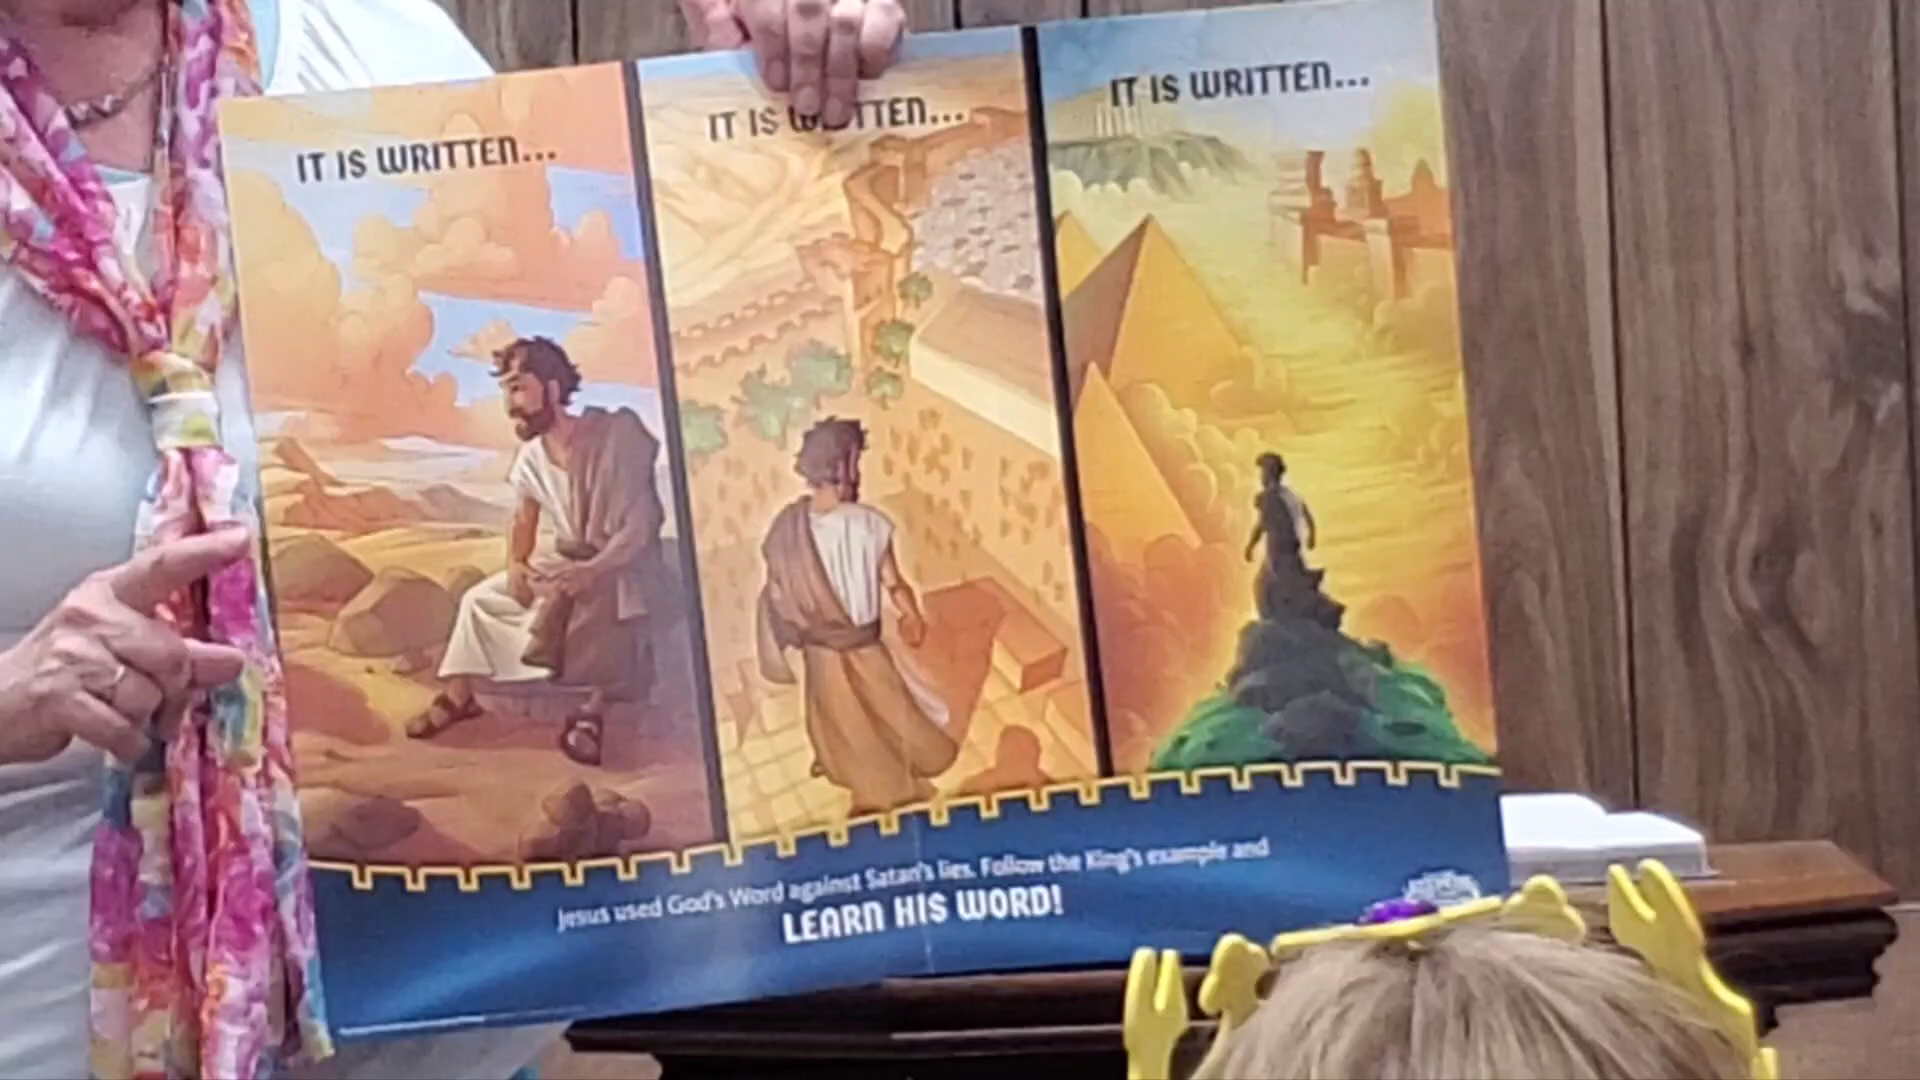 IT IS WRITTEN...
IT IS WRITTEN...
IT IS WRITTEN...
Jesus used God's Word against Satan's lies. Follow the King's example and
LEARN HIS WORD!